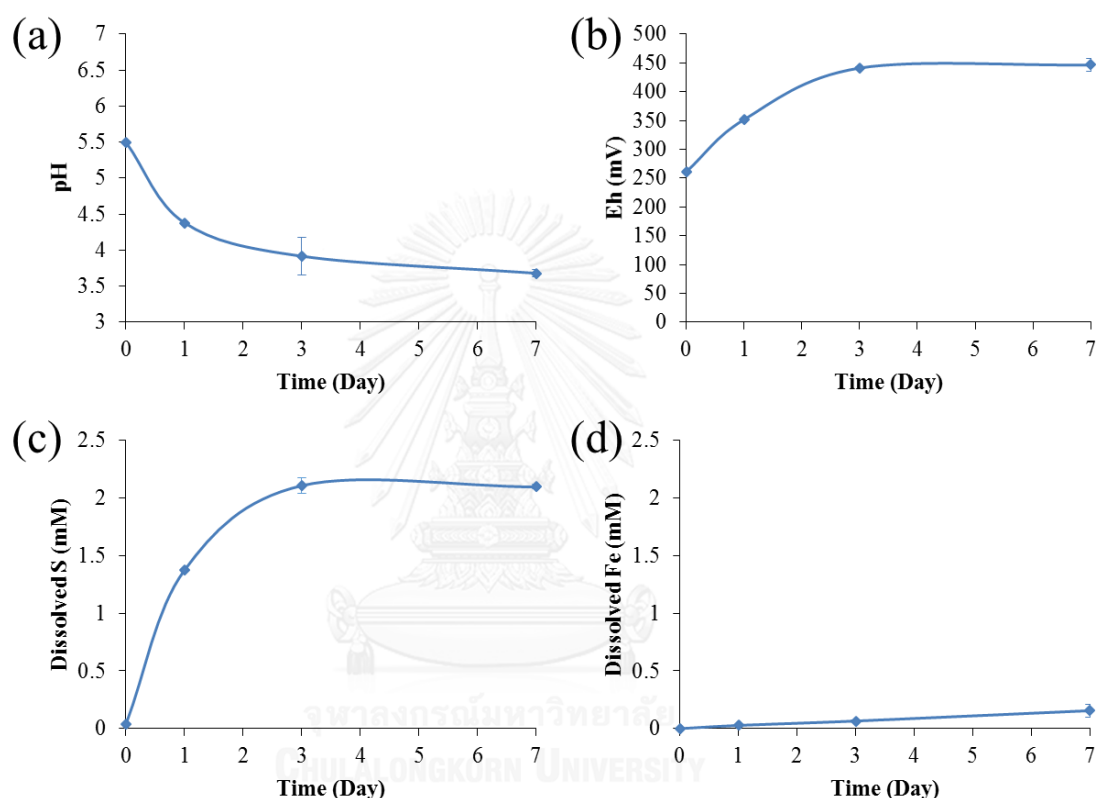 (a)
7
6.5
6
5.5
5
4.5
4
3.5
3
pH
0 1 2 3 4 5 6 7
Time (Day)
(b)
500
450
400
350
300
250
200
150
100
50
0
Eh (mV)
0 1 2 3 4 5 6 7
Time (Day)
(c)
2.5
2
1.5
1
0.5
0
Dissolved S (mM)
0 1 2 3 4 5 6 7
Time (Day)
(d)
2.5
2
1.5
1
0.5
0
Dissolved Fe (mM)
0 1 2 3 4 5 6 7
Time (Day)
จุฬาลงกรณ์มหาวิทยาลัย
CHULALONGKORN UNIVERSITY